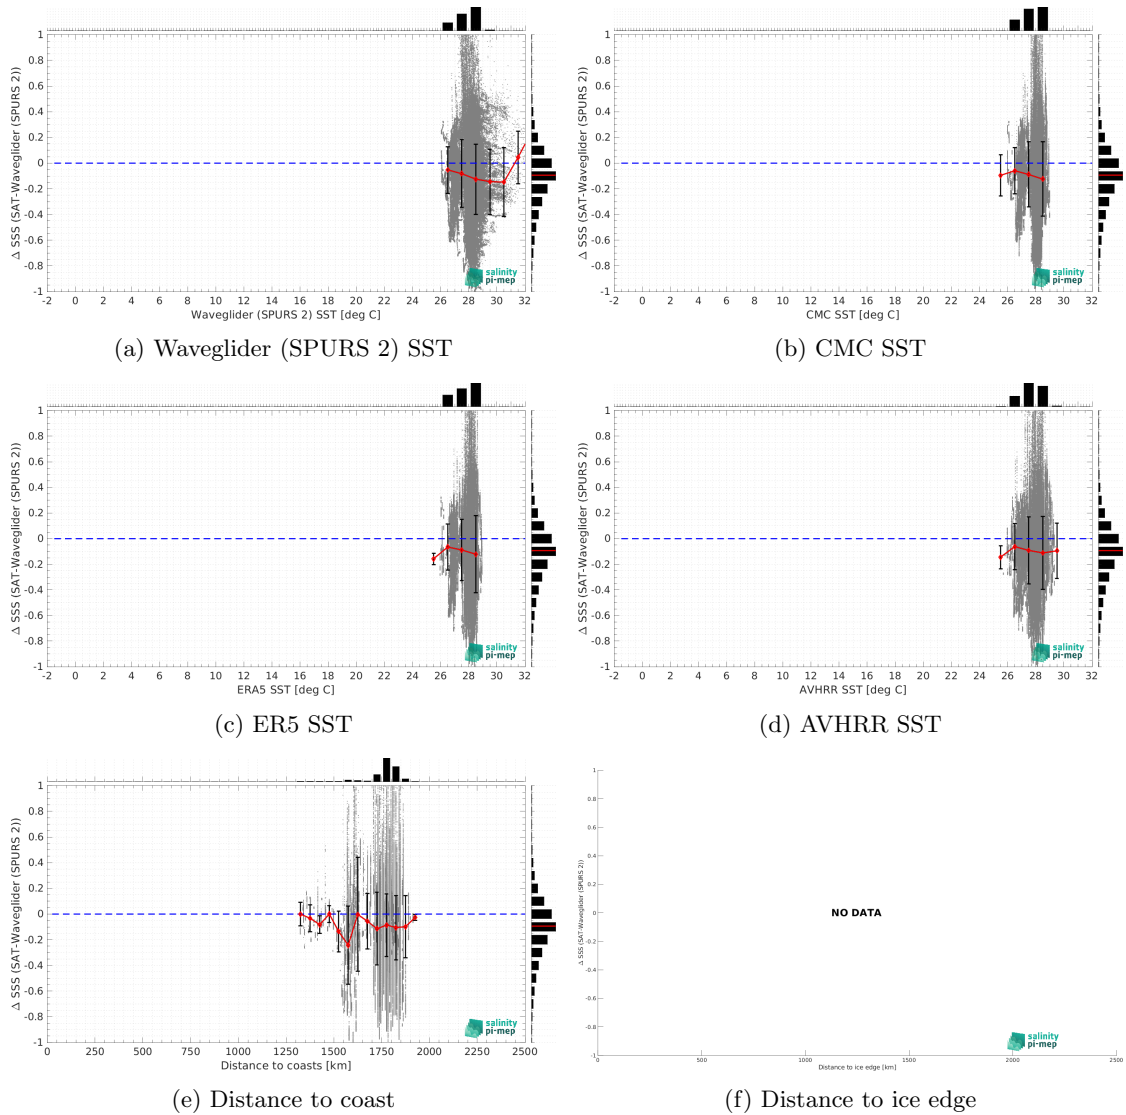 1
0.8
0.6
0.4
0.2
0
-0.2
-0.4
-0.6
-0.8
-1
Δ SSS (SAT-Waveglider (SPURS 2))
salinity
pi-mep
-2 0 2 4 6 8 10 12 14 16 18 20 22 24 26 28 30 32
Waveglider (SPURS 2) SST [deg C]
(a) Waveglider (SPURS 2) SST
1
0.8
0.6
0.4
0.2
0
-0.2
-0.4
-0.6
-0.8
-1
Δ SSS (SAT-Waveglider (SPURS 2))
salinity
pi-mep
-2 0 2 4 6 8 10 12 14 16 18 20 22 24 26 28 30 32
CMC SST [deg C]
(b) CMC SST
1
0.8
0.6
0.4
0.2
0
-0.2
-0.4
-0.6
-0.8
-1
Δ SSS (SAT-Waveglider (SPURS 2))
salinity
pi-mep
-2 0 2 4 6 8 10 12 14 16 18 20 22 24 26 28 30 32
ERA5 SST [deg C]
(c) ER5 SST
1
0.8
0.6
0.4
0.2
0
-0.2
-0.4
-0.6
-0.8
-1
Δ SSS (SAT-Waveglider (SPURS 2))
salinity
pi-mep
-2 0 2 4 6 8 10 12 14 16 18 20 22 24 26 28 30 32
AVHRR SST [deg C]
(d) AVHRR SST
1
0.8
0.6
0.4
0.2
0
-0.2
-0.4
-0.6
-0.8
-1
Δ SSS (SAT-Waveglider (SPURS 2))
salinity
pi-mep
0 250 500 750 1000 1250 1500 1750 2000 2250 2500
Distance to coasts [km]
(e) Distance to coast
1
0.8
0.6
0.4
0.2
0
-0.2
-0.4
-0.6
-0.8
-1
Δ SSS (SAT-Waveglider (SPURS 2))
NO DATA
salinity
pi-mep
0 500 1000 1500 2000 2500
Distance to ice edge [km]
(f) Distance to ice edge